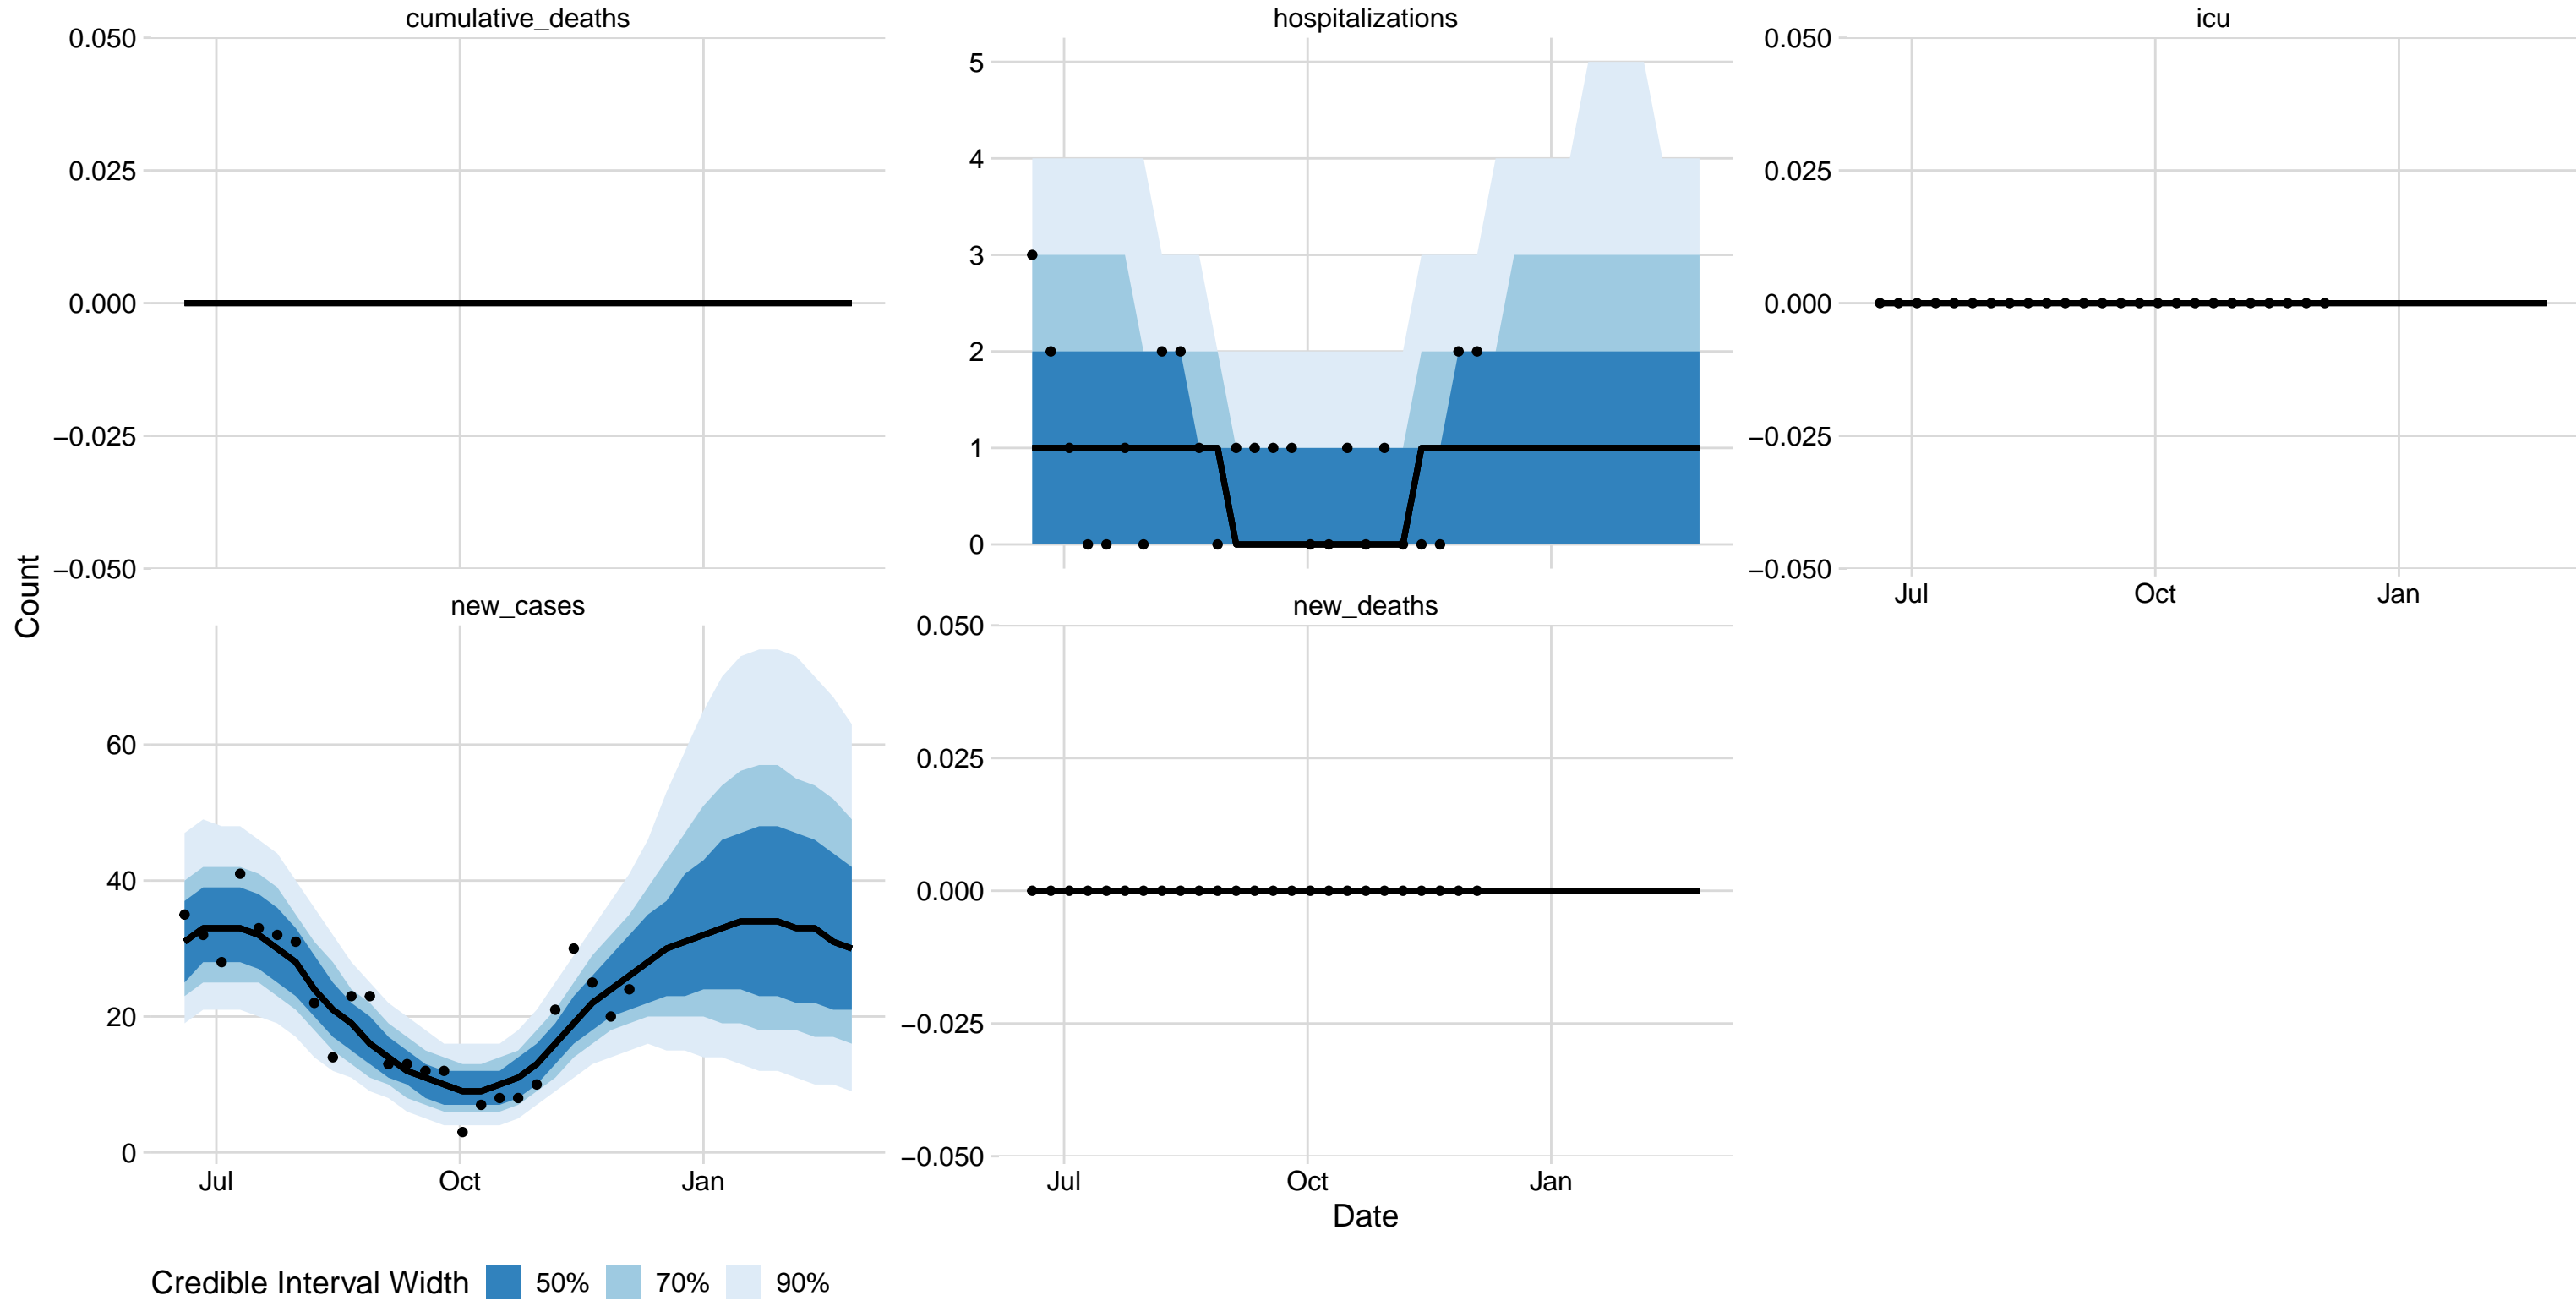 cumulative_deaths
hospitalizations
icu
0.050
0.025
0.000
−0.025
−0.050
5
4
3
2
1
0
0.050
0.025
0.000
−0.025
−0.050
Jul Oct Jan
Count
new_cases
new_deaths
60
40
20
0
Jul Oct Jan
0.050
0.025
0.000
−0.025
−0.050
Jul Oct Jan
Date
Credible Interval Width 50% 70% 90%